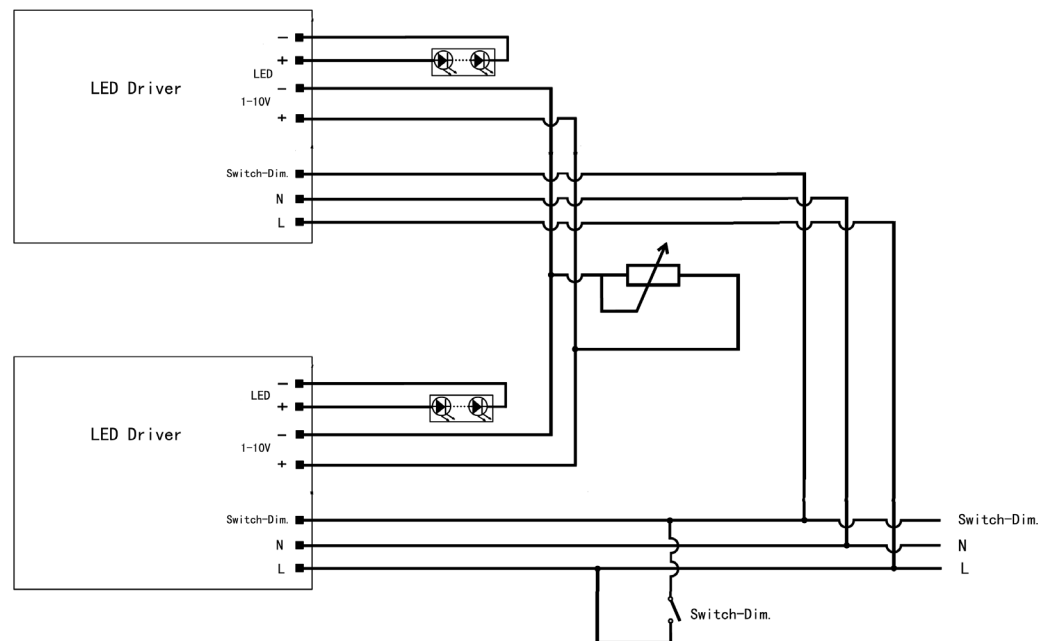 −
+
LED Driver
LED
−
1-10V
+
Switch-Dim.
N
L
−
LED
+
LED Driver
−
1-10V
+
Switch-Dim.
Switch-Dim.
N
N
L
L
Switch-Dim.